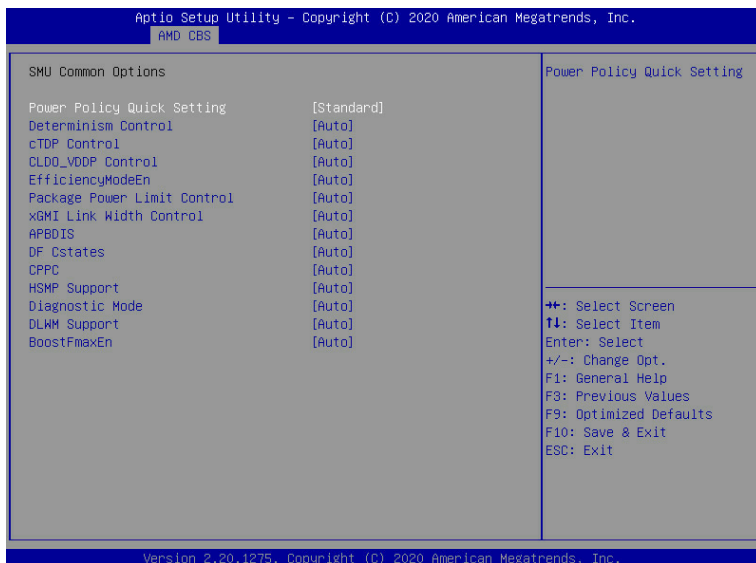 Aptio Setup Utility – Copyright (C) 2020 American Megatrends, Inc.
AMD CBS
SMU Common Options
Power Policy Quick Setting [Standard]
Determinism Control [Auto]
cTDP Control [Auto]
CLDO_VDDP Control [Auto]
EfficiencyModeEn [Auto]
Package Power Limit Control [Auto]
xGMI Link Width Control [Auto]
APBDIS [Auto]
DF Cstates [Auto]
CPPC [Auto]
HSMP Support [Auto]
Diagnostic Mode [Auto]
DLWM Support [Auto]
BoostFmaxEn [Auto]
Power Policy Quick Setting
→←: Select Screen
↑↓: Select Item
Enter: Select
+/-: Change Opt.
F1: General Help
F3: Previous Values
F9: Optimized Defaults
F10: Save & Exit
ESC: Exit
Version 2.20.1275. Copyright (C) 2020 American Megatrends, Inc.